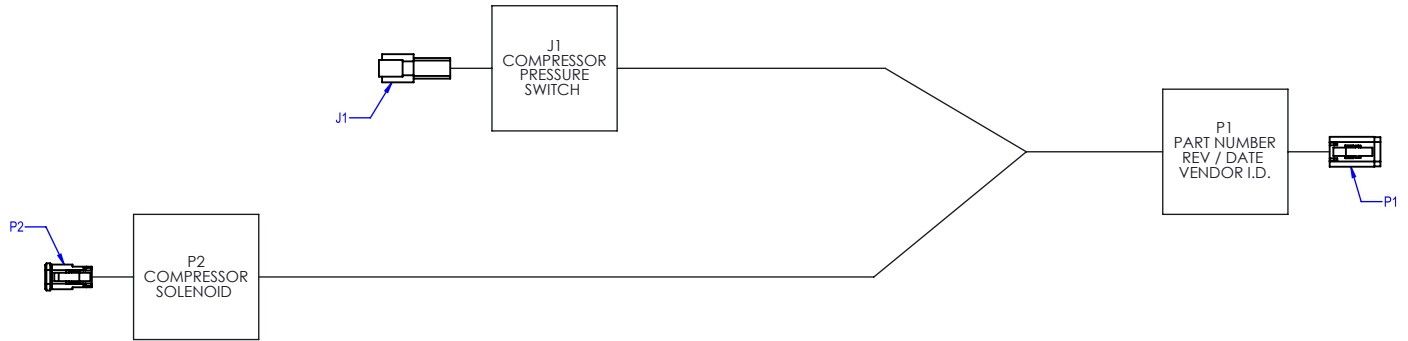 J1
COMPRESSOR
PRESSURE
SWITCH
J1
P1
PART NUMBER
REV / DATE
VENDOR I.D.
P1
P2
P2
COMPRESSOR
SOLENOID